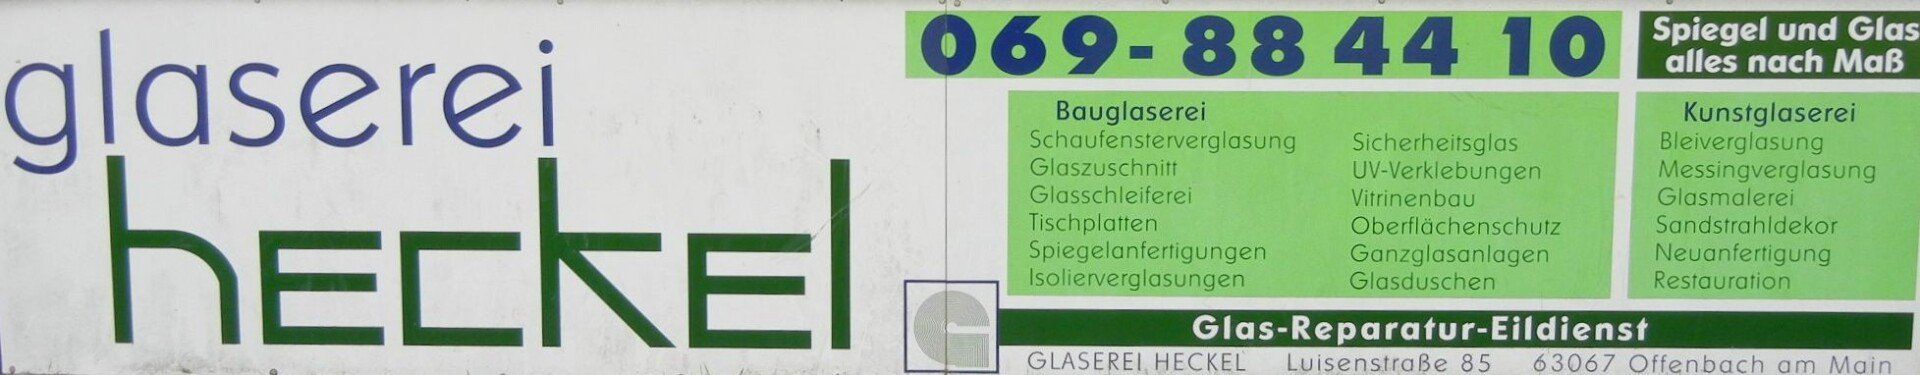 glaserei
heckel
069-88 44 10
Spiegel und Glas
alles nach Maß
Bauglaserei
Schaufensterverglasung
Glaszuschnitt
Glasschleiferei
Tischplatten
Spiegelanfertigungen
Isolierverglasungen
Sicherheitsglas
UV-Verklebungen
Vitrinenbau
Oberflächenschutz
Ganzglasanlagen
Glasduschen
Kunstglaserei
Bleiverglasung
Messingverglasung
Glasmalerei
Sandstrahldekor
Neuanfertigung
Restauration
Glas-Reparatur-Eildienst
GLASEREI HECKEL Luisenstraße 85 63067 Offenbach am Main